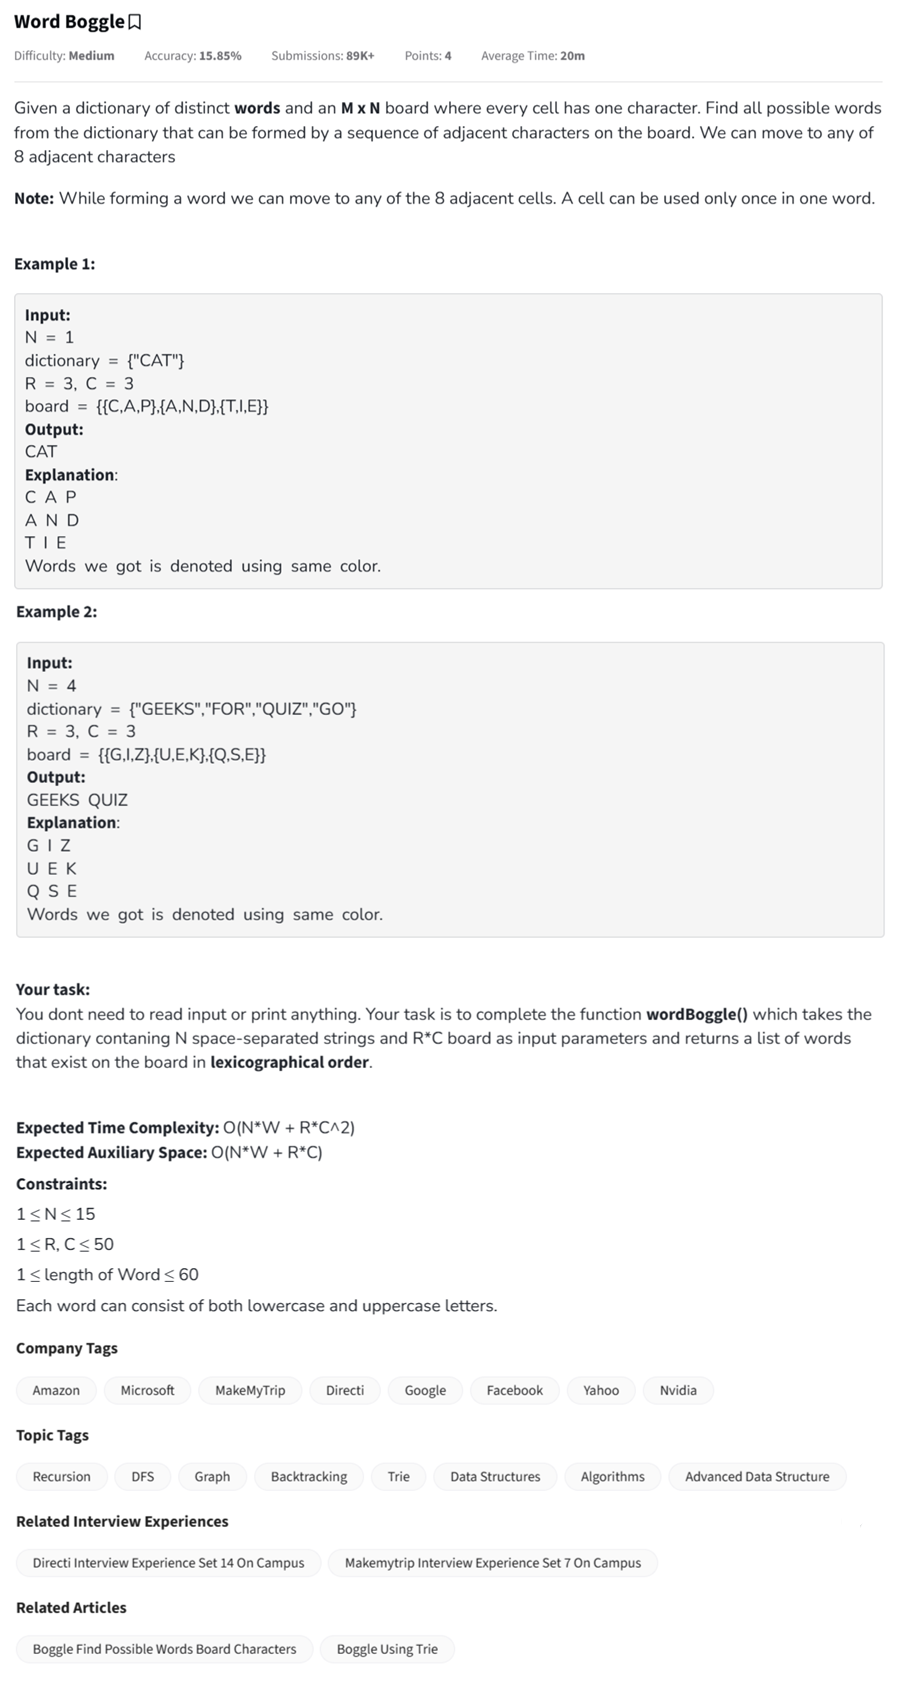 Word Boggle
Difficulty: Medium Accuracy: 15.85% Submissions: 89K+ Points: 4 Average Time: 20m
Given a dictionary of distinct words and an M x N board where every cell has one character. Find all possible words
from the dictionary that can be formed by a sequence of adjacent characters on the board. We can move to any of
8 adjacent characters
Note: While forming a word we can move to any of the 8 adjacent cells. A cell can be used only once in one word.
Example 1:
Input:
N = 1
dictionary = {"CAT"}
R = 3, C = 3
board = {{C,A,P},{A,N,D},{T,I,E}}
Output:
CAT
Explanation:
C A P
A N D
T I E
Words we got is denoted using same color.
Example 2:
Input:
N = 4
dictionary = {"GEEKS","FOR","QUIZ","GO"}
R = 3, C = 3
board = {{G,I,Z},{U,E,K},{Q,S,E}}
Output:
GEEKS QUIZ
Explanation:
G I Z
U E K
Q S E
Words we got is denoted using same color.
Your task:
You dont need to read input or print anything. Your task is to complete the function wordBoggle() which takes the
dictionary contaning N space-separated strings and R*C board as input parameters and returns a list of words
that exist on the board in lexicographical order.
Expected Time Complexity: O(N*W + R*C^2)
Expected Auxiliary Space: O(N*W + R*C)
Constraints:
1 ≤ N ≤ 15
1 ≤ R, C ≤ 50
1 ≤ length of Word ≤ 60
Each word can consist of both lowercase and uppercase letters.
Company Tags
Amazon Microsoft MakeMyTrip Directi Google Facebook Yahoo Nvidia
Topic Tags
Recursion DFS Graph Backtracking Trie Data Structures Algorithms Advanced Data Structure
Related Interview Experiences
Directi Interview Experience Set 14 On Campus Makemytrip Interview Experience Set 7 On Campus
Related Articles
Boggle Find Possible Words Board Characters Boggle Using Trie